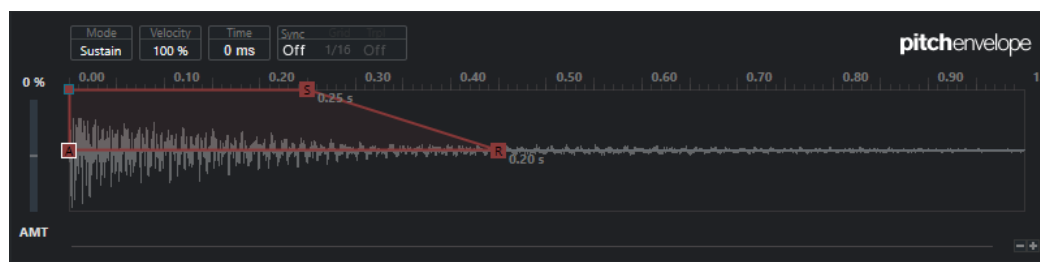 Mode Velocity Time Sync Grid Trpl
Sustain 100 % 0 ms Off 1/16 Off
pitchenvelope
0 % 0.00 0.10 0.20 0.30 0.40 0.50 0.60 0.70 0.80 0.90 1
S 0.25 s
A R 0.20 s
AMT